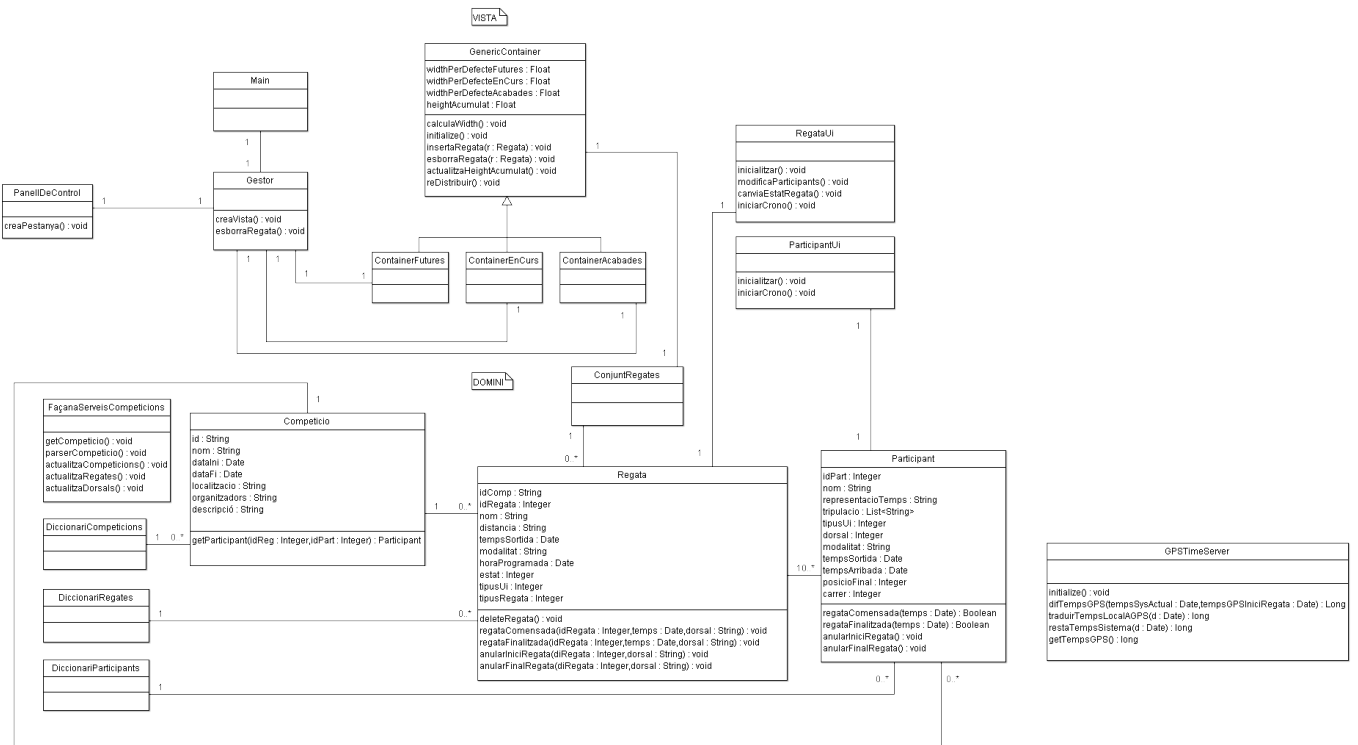 VISTA
GenericContainer
widthPerDefecteFutures : Float
widthPerDefecteEnCurs : Float
widthPerDefecteAcabades : Float
heightAcumulat : Float
calculaWidth() : void
initialize() : void
insertaRegata(r : Regata) : void
esborraRegata(r : Regata) : void
actualitzaHeightAcumulat() : void
reDistribuir() : void
Main
1
1
Gestor
creaVista() : void
esborraRegata() : void
PanellDeControl
creaPestanya() : void
1
1
RegataUi
inicialitzar() : void
modificaParticipants() : void
canviaEstatRegata() : void
iniciarCrono() : void
ParticipantUi
inicialitzar() : void
iniciarCrono() : void
ContainerFutures
ContainerEnCurs
ContainerAcabades
1
1
1
1
1
1
1
1
1
1
1
DOMINI
ConjuntRegates
1
0..*
1
1
FaçanaServeisCompeticions
getCompeticio() : void
parserCompeticio() : void
actualitzaCompeticions() : void
actualitzaRegates() : void
actualitzaDorsals() : void
1
Competicio
id : String
nom : String
dataIni : Date
dataFi : Date
localitzacio : String
organitzadors : String
descripció : String
getParticipant(idReg : Integer,idPart : Integer) : Participant
DiccionariCompeticions
1
0..*
1
0..*
Regata
idComp : String
idRegata : Integer
nom : String
distancia : String
tempsSortida : Date
modalitat : String
horaProgramada : Date
estat : Integer
tipusUi : Integer
tipusRegata : Integer
deleteRegata() : void
regataComensada(idRegata : Integer,temps : Date,dorsal : String) : void
regataFinalitzada(idRegata : Integer,temps : Date,dorsal : String) : void
anularIniciRegata(diRegata : Integer,dorsal : String) : void
anularFinalRegata(diRegata : Integer,dorsal : String) : void
Participant
idPart : Integer
nom : String
representacioTemps : String
tripulacio : List<String>
tipusUi : Integer
dorsal : Integer
modalitat : String
tempsSortida : Date
tempsArribada : Date
posicioFinal : Integer
carrer : Integer
regataComensada(temps : Date) : Boolean
regataFinalitzada(temps : Date) : Boolean
anularIniciRegata() : void
anularFinalRegata() : void
10..*
GPSTimeServer
initialize() : void
difTempsGPS(tempsSysActual : Date,tempsGPSIniciRegata : Date) : Long
traduirTempsLocalAGPS(d : Date) : long
restaTempsSistema(d : Date) : long
getTempsGPS() : long
DiccionariRegates
1
0..*
DiccionariParticipants
1
0..*
0..*